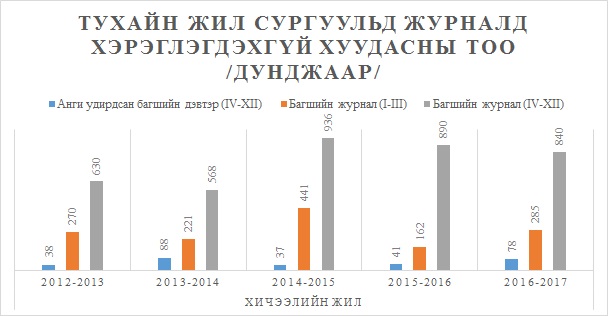 ТУХАЙН ЖИЛ СУРГУУЛЬД ЖУРНАЛД
ХЭРЭГЛЭГДЭХГҮЙ ХУУДАСНЫ ТОО
/ДУНДЖААР/
Анги удирдсан багшийн дэвтэр (IV-XII) Багшийн журнал (I-III) Багшийн журнал (IV-XII)
38 270 630
88 221 568
37 441 936
41 162 890
78 285 840
2012-2013 2013-2014 2014-2015 2015-2016 2016-2017
ХИЧЭЭЛИЙН ЖИЛ